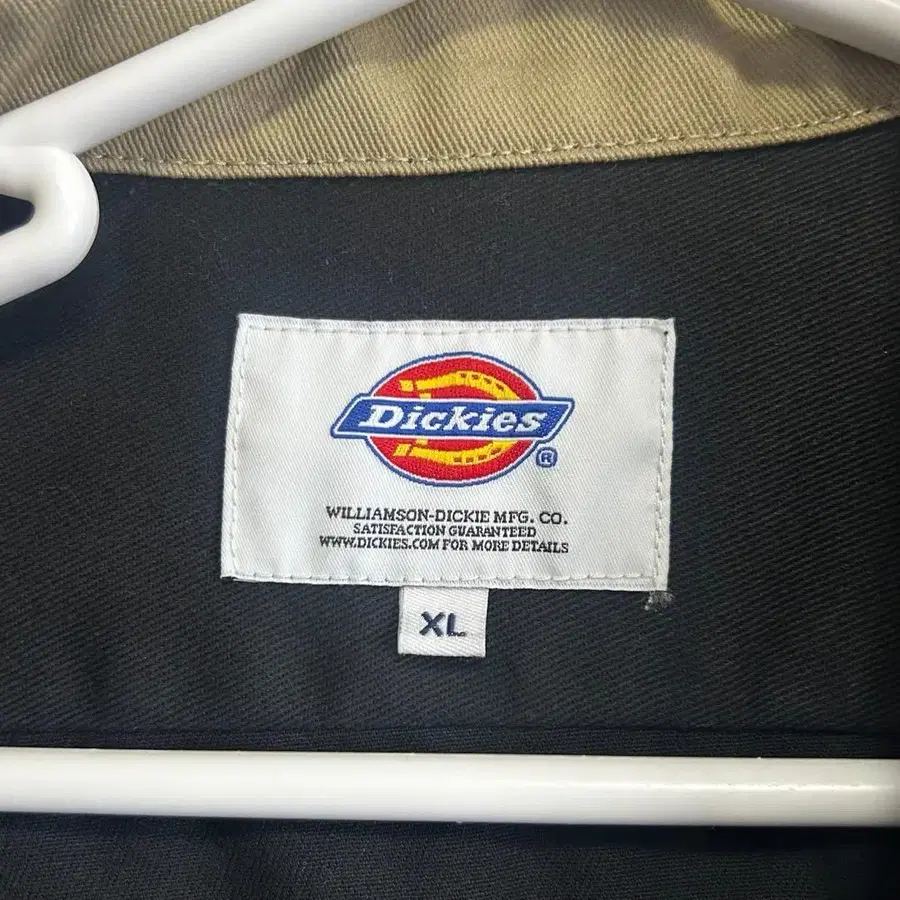 Dickies
®
WILLIAMSON-DICKIE MFG. CO.
SATISFACTION GUARANTEED
WWW.DICKIES.COM FOR MORE DETAILS
XL